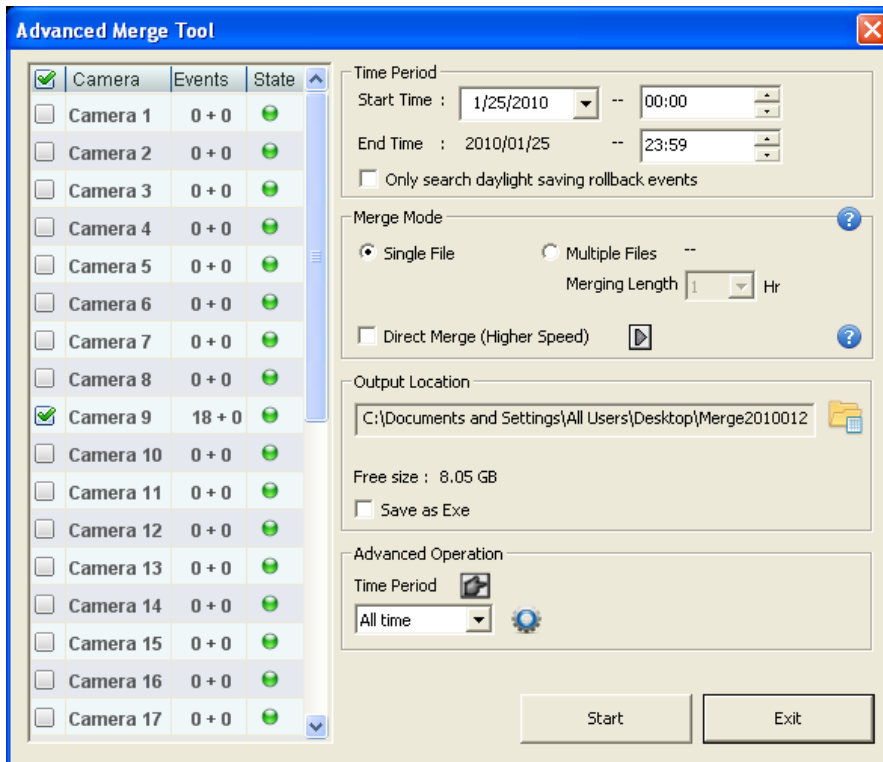 Advanced Merge Tool
Camera Events State
Camera 1 0 + 0
Camera 2 0 + 0
Camera 3 0 + 0
Camera 4 0 + 0
Camera 5 0 + 0
Camera 6 0 + 0
Camera 7 0 + 0
Camera 8 0 + 0
Camera 9 18 + 0
Camera 10 0 + 0
Camera 11 0 + 0
Camera 12 0 + 0
Camera 13 0 + 0
Camera 14 0 + 0
Camera 15 0 + 0
Camera 16 0 + 0
Camera 17 0 + 0
Time Period
Start Time : 1/25/2010 -- 00:00
End Time : 2010/01/25 -- 23:59
Only search daylight saving rollback events
Merge Mode
?
Single File Multiple Files --
Merging Length 1 Hr
Direct Merge (Higher Speed) ?
Output Location
C:\Documents and Settings\All Users\Desktop\Merge2010012
Free size : 8.05 GB
Save as Exe
Advanced Operation
Time Period
All time
Start Exit